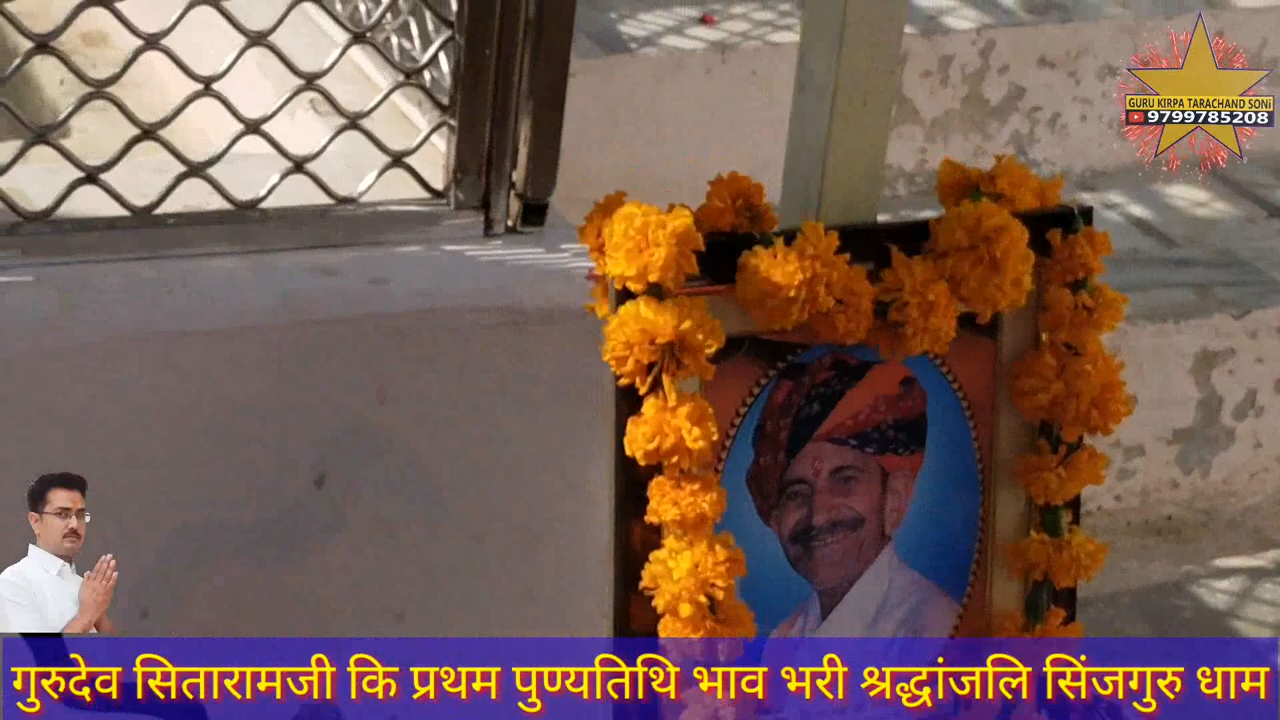 GURU KIRPA TARACHAND SONi
9799785208
गुरुदेव सितारामजी कि प्रथम पुण्यतिथि भाव भरी श्रद्धांजलि सिंजगुरु धाम